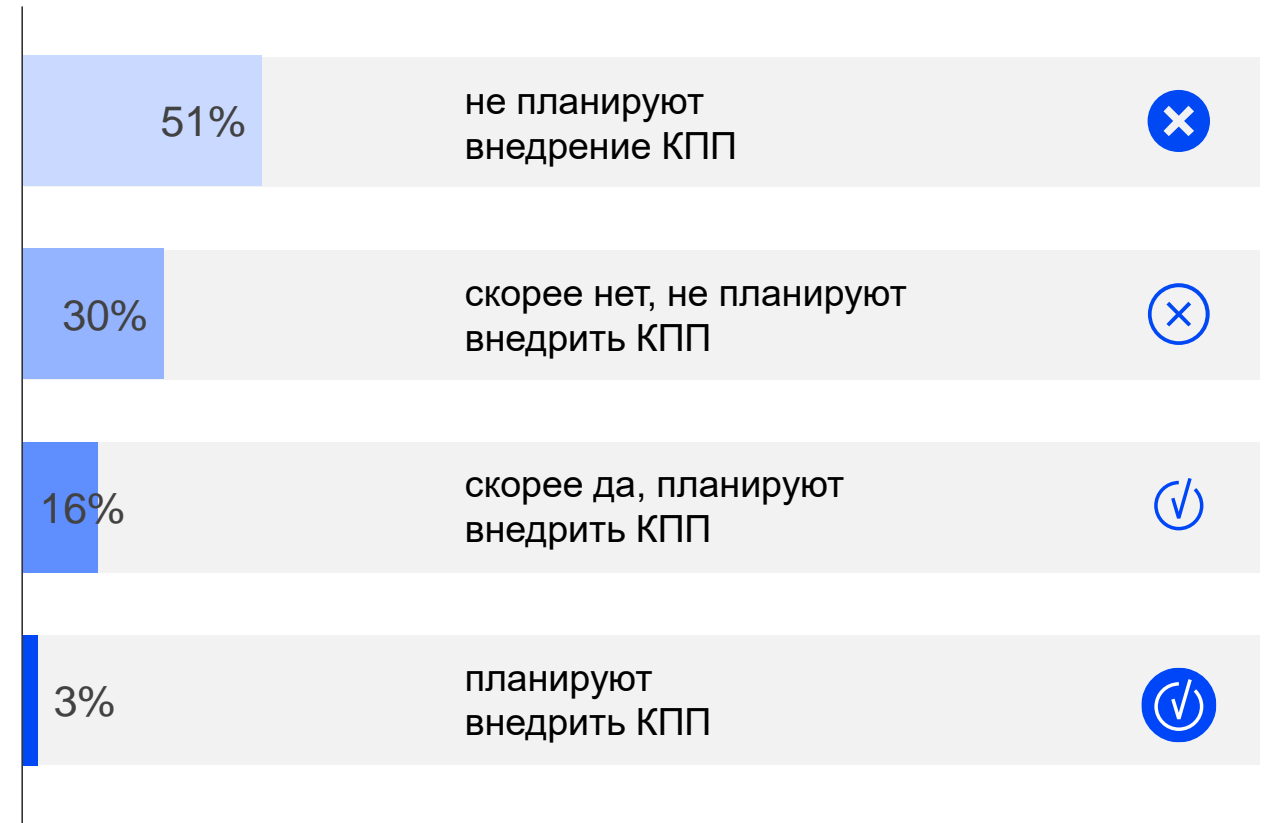 51%
не планируют
внедрение КПП
30%
скорее нет, не планируют
внедрить КПП
16%
скорее да, планируют
внедрить КПП
3%
планируют
внедрить КПП